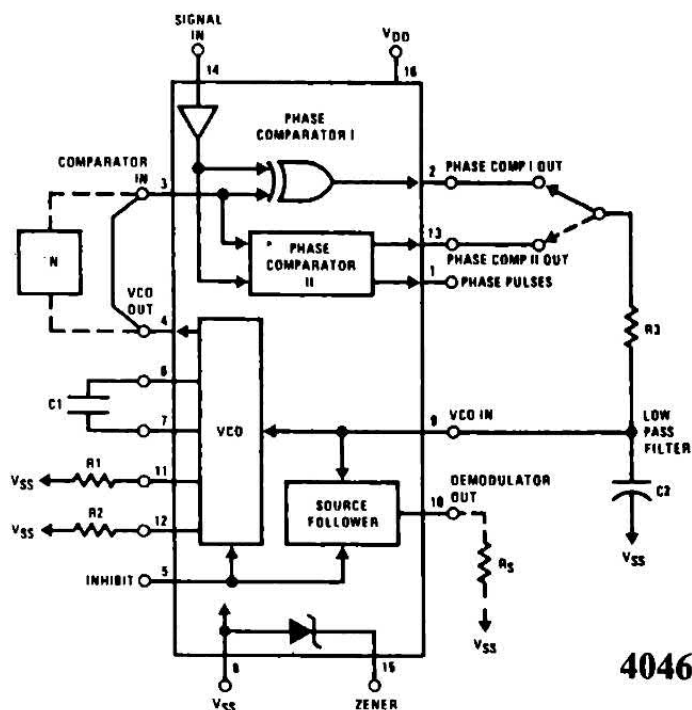 SIGNAL
IN
14
VDD
16
PHASE
COMPARATOR I
COMPARATOR
IN
3
2
PHASE COMP I OUT
N
PHASE
COMPARATOR
II
13
PHASE COMP II OUT
1
PHASE PULSES
VCO
OUT
4
R3
6
C1
7
VCO
9
VCO IN
LOW
PASS
FILTER
VSS
R1
11
SOURCE
FOLLOWER
10
DEMODULATOR
OUT
C2
VSS
VSS
R2
12
INHIBIT
5
RS
VSS
8
VSS
15
ZENER
4046